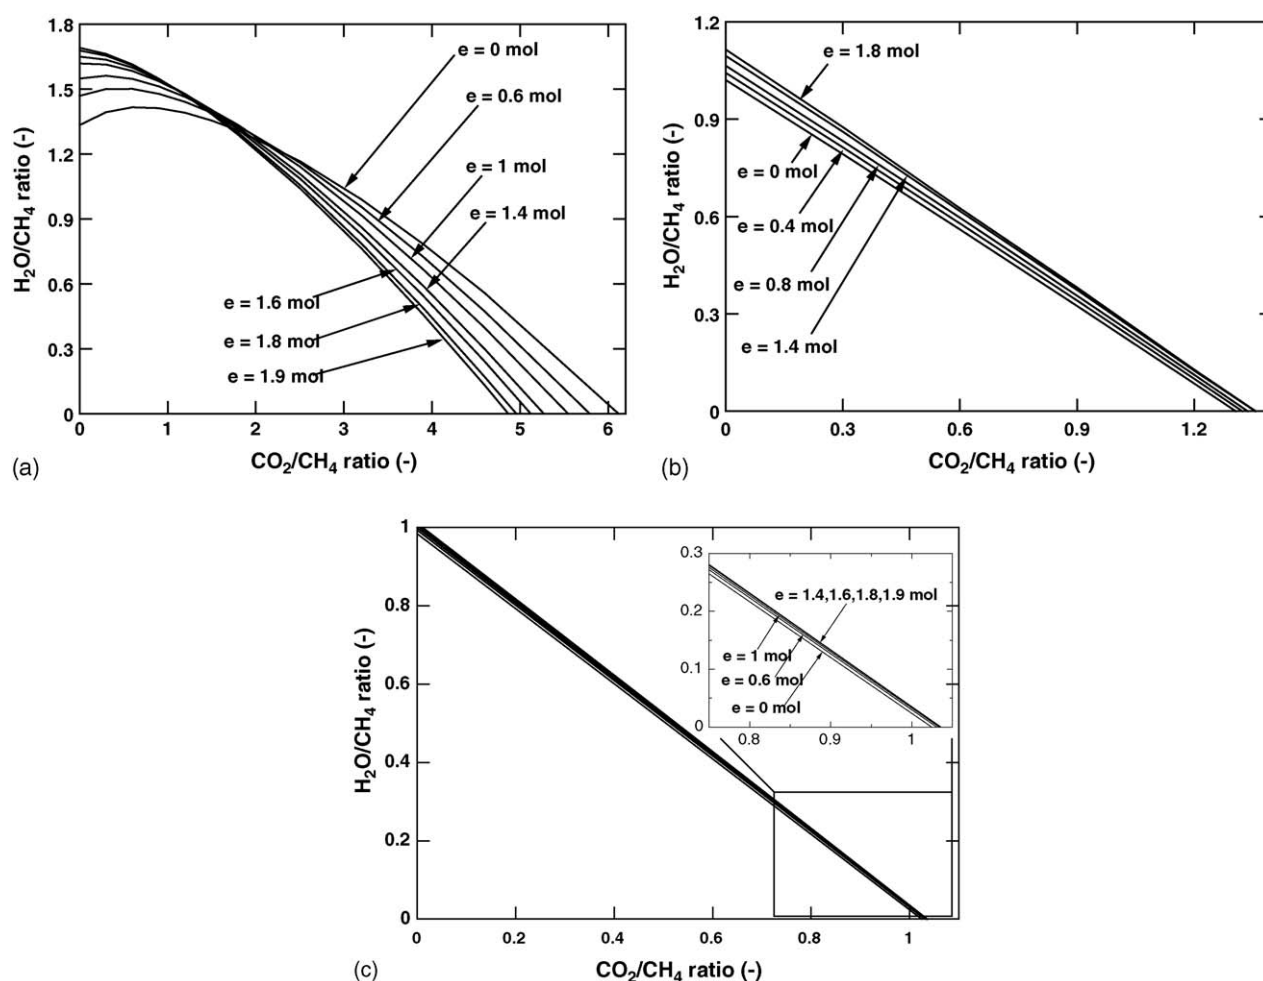 1.8
1.5
1.2
0.9
0.6
0.3
0
H₂O/CH₄ ratio (-)
e = 0 mol
e = 0.6 mol
e = 1 mol
e = 1.4 mol
e = 1.6 mol
e = 1.8 mol
e = 1.9 mol
0 1 2 3 4 5 6
CO₂/CH₄ ratio (-)
(a)
1.2
0.9
0.6
0.3
0
H₂O/CH₄ ratio (-)
e = 1.8 mol
e = 0 mol
e = 0.4 mol
e = 0.8 mol
e = 1.4 mol
0 0.3 0.6 0.9 1.2
CO₂/CH₄ ratio (-)
(b)
1
0.8
0.6
0.4
0.2
0
H₂O/CH₄ ratio (-)
0.3
0.2
0.1
0
e = 1.4,1.6,1.8,1.9 mol
e = 1 mol
e = 0.6 mol
e = 0 mol
0.8 0.9 1
0 0.2 0.4 0.6 0.8 1
CO₂/CH₄ ratio (-)
(c)